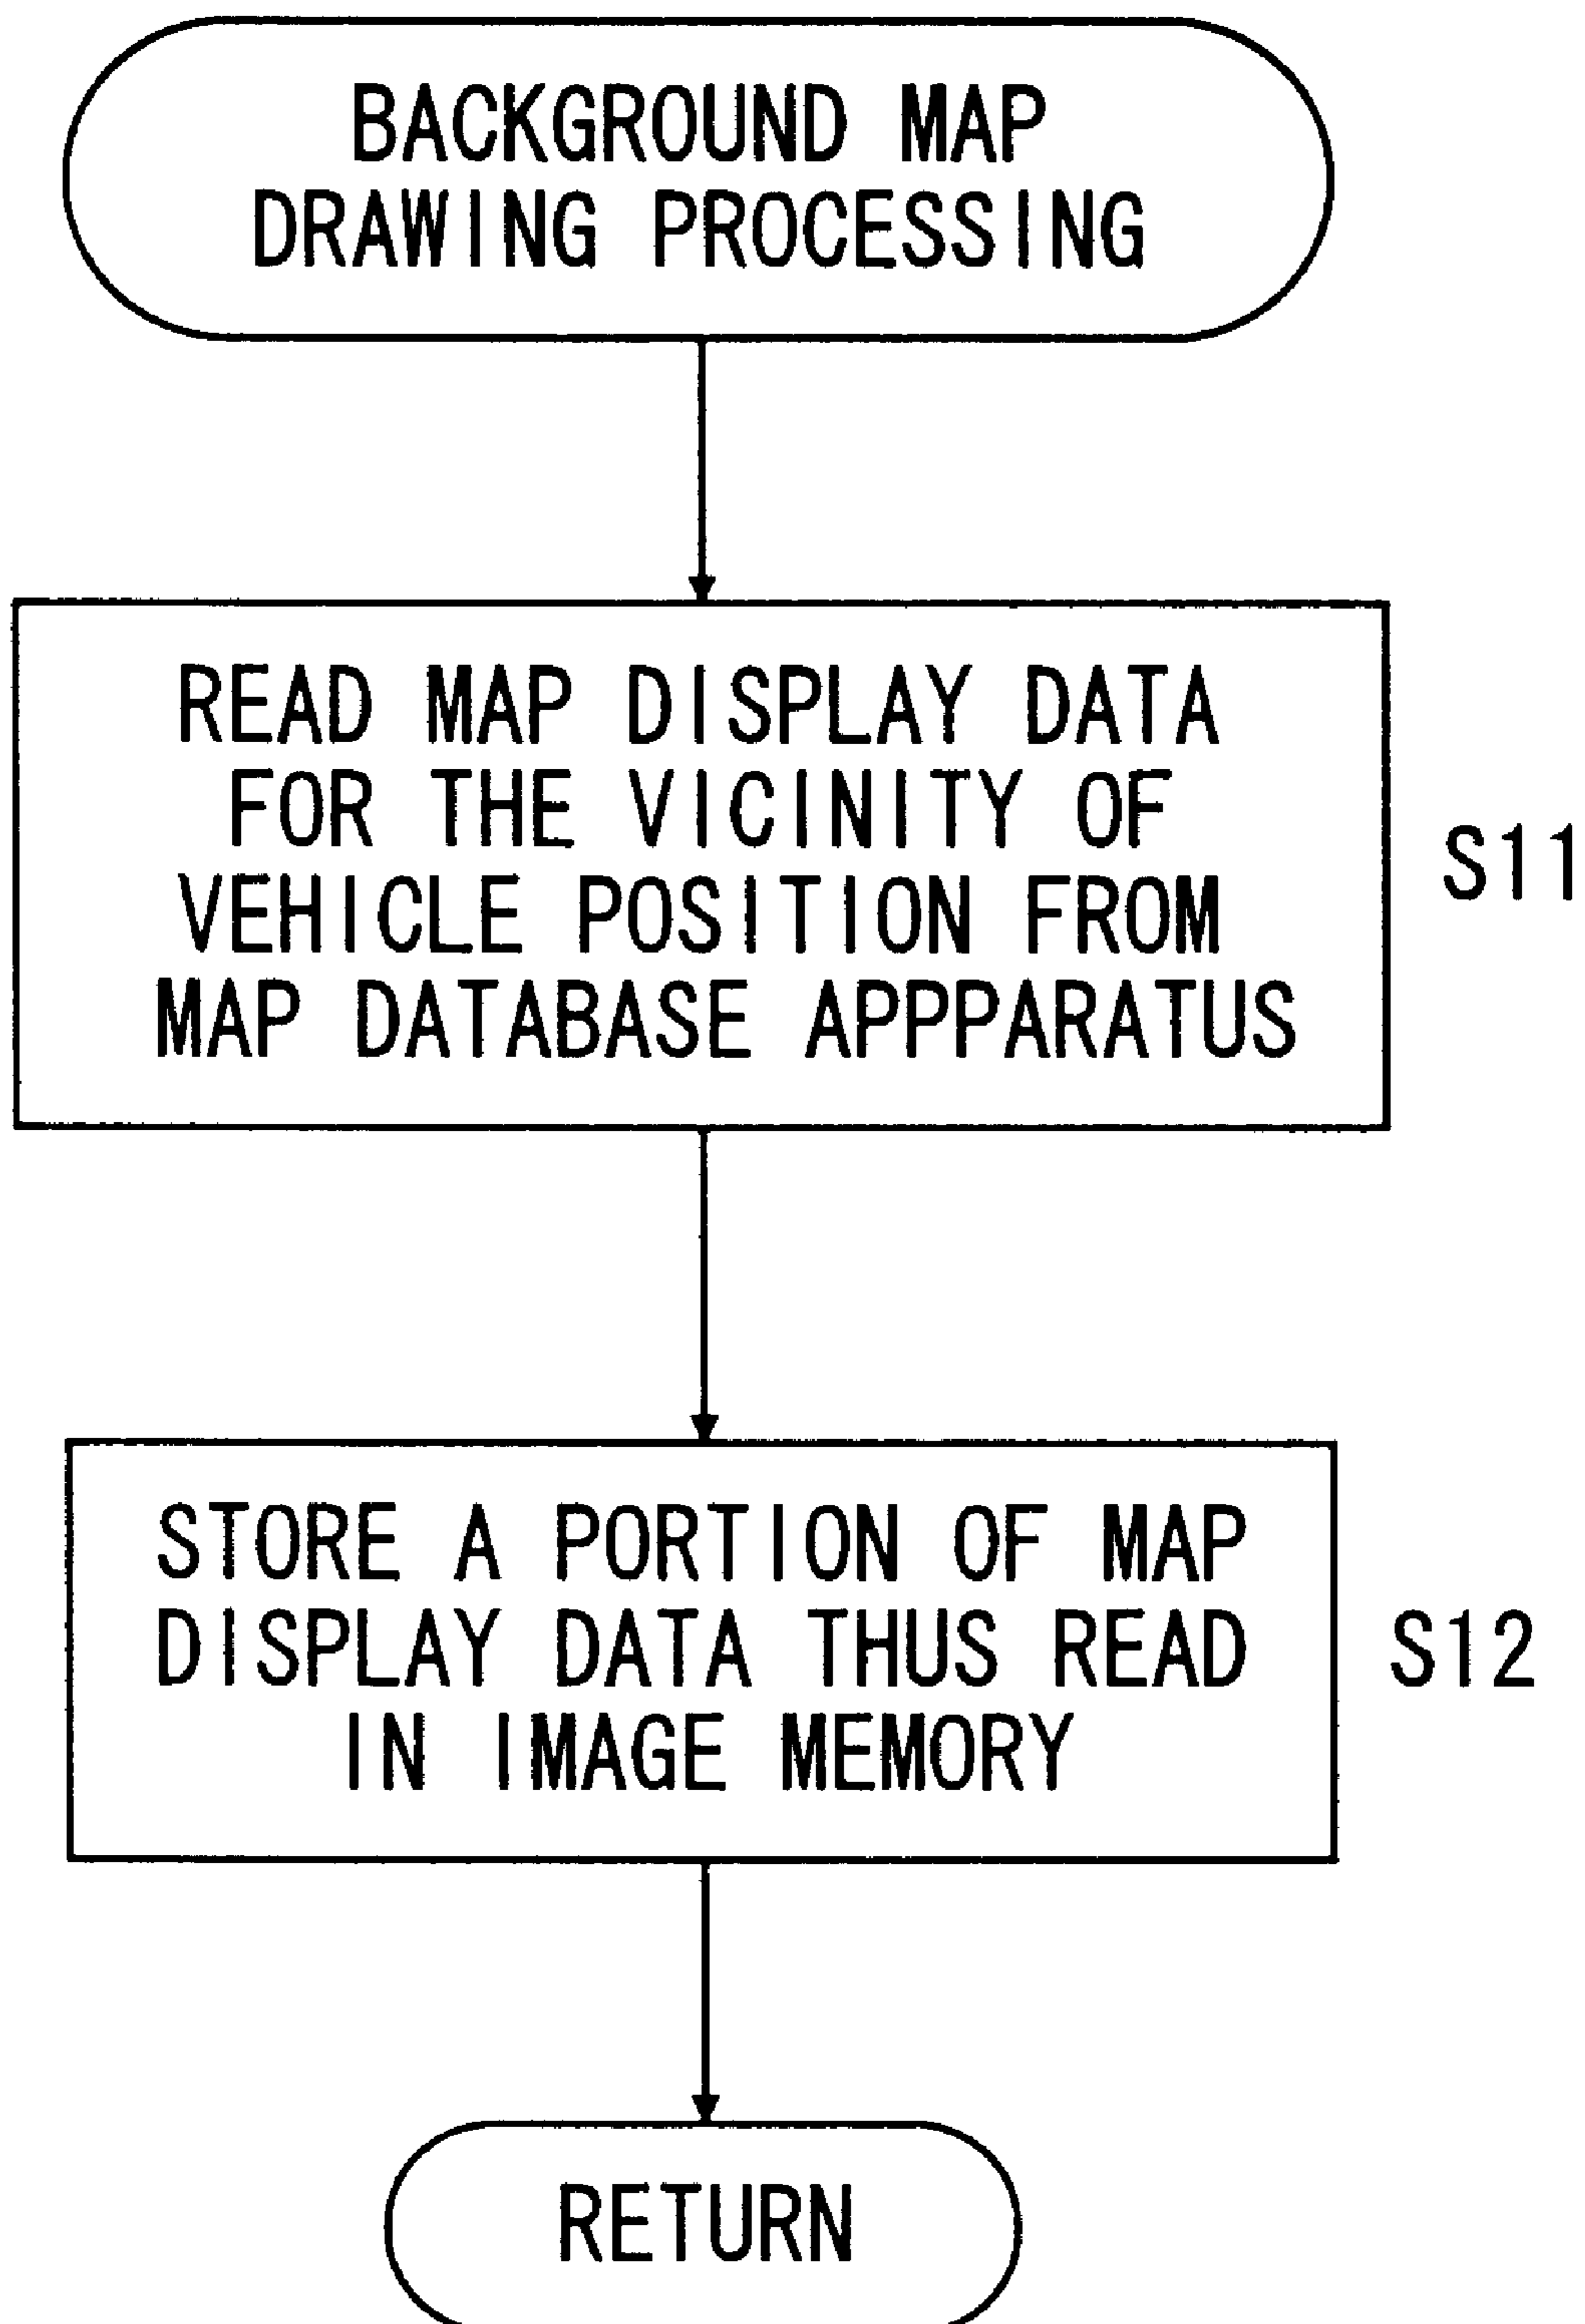 BACKGROUND MAP
DRAWING PROCESSING
READ MAP DISPLAY DATA
FOR THE VICINITY OF
VEHICLE POSITION FROM
MAP DATABASE APPPARATUS
S11
STORE A PORTION OF MAP
DISPLAY DATA THUS READ
IN IMAGE MEMORY
S12
RETURN